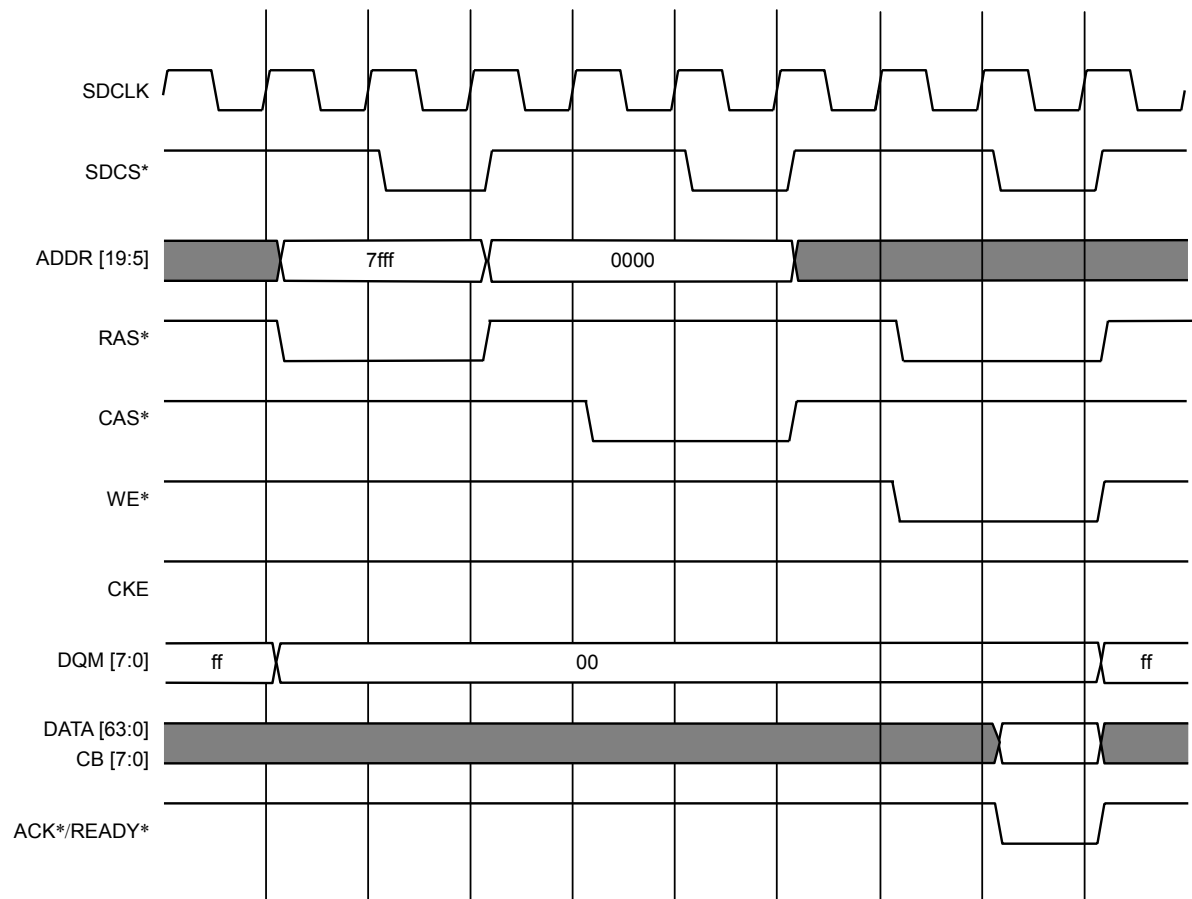 SDCLK
SDCS*
ADDR [19:5]
7fff
0000
RAS*
CAS*
WE*
CKE
DQM [7:0]
ff
00
ff
DATA [63:0]
CB [7:0]
ACK*/READY*